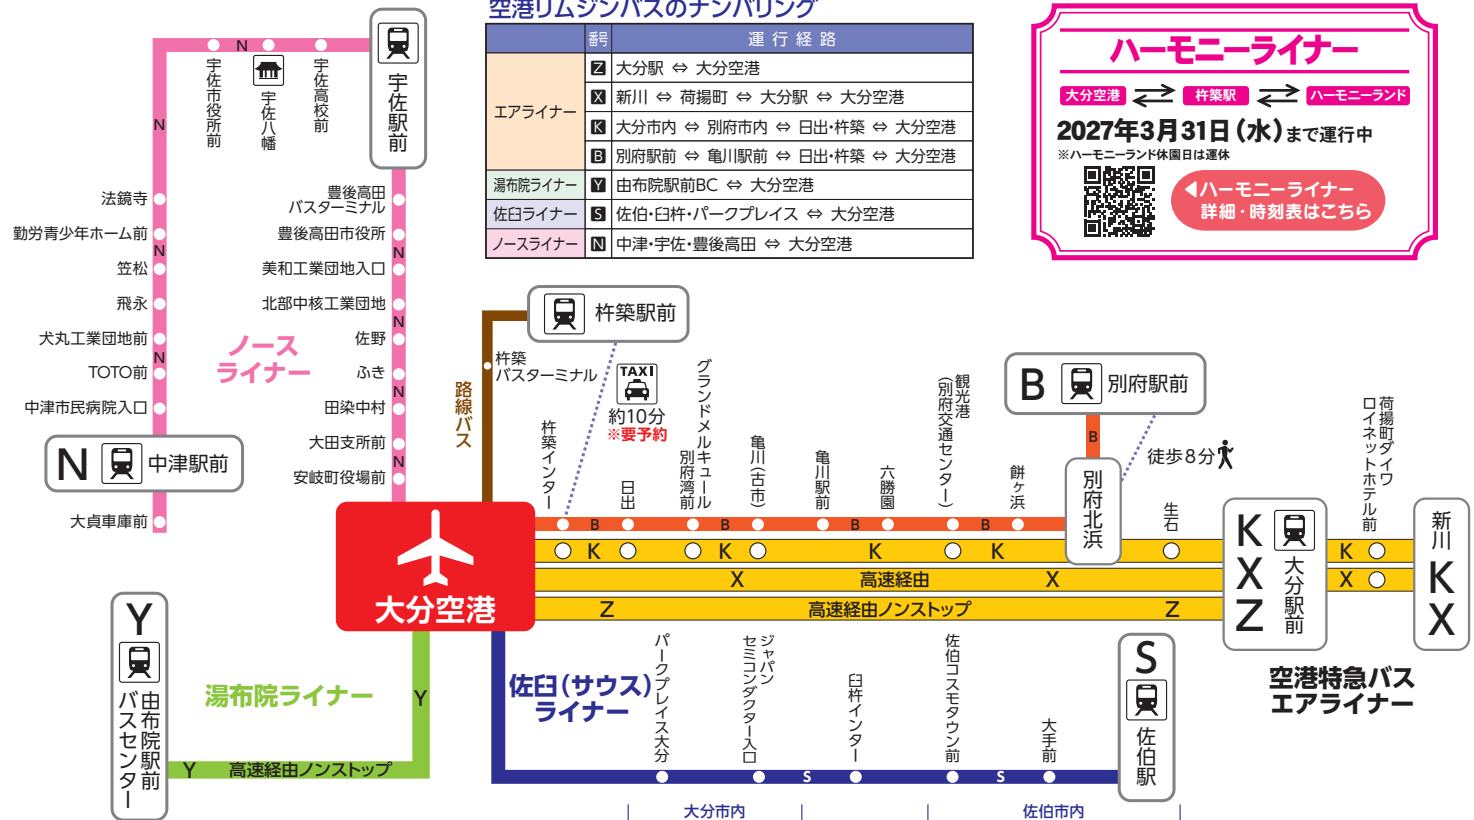 空港リムジンバスのナンバリング
番号 運行経路
エアライナー
Z 大分駅 ⇔ 大分空港
X 新川 ⇔ 荷揚町 ⇔ 大分駅 ⇔ 大分空港
K 大分市内 ⇔ 別府市内 ⇔ 日出・杵築 ⇔ 大分空港
B 別府駅前 ⇔ 亀川駅前 ⇔ 日出・杵築 ⇔ 大分空港
湯布院ライナー Y 由布院駅前BC ⇔ 大分空港
佐臼ライナー S 佐伯・臼杵・パークプレイス ⇔ 大分空港
ノースライナー N 中津・宇佐・豊後高田 ⇔ 大分空港
ハーモニーライナー
大分空港 杵築駅 ハーモニーランド
2027年3月31日(水)まで運行中
※ハーモニーランド休園日は運休
◀ハーモニーライナー
詳細・時刻表はこちら
N
宇佐市役所前
宇佐八幡
宇佐高校前
宇佐駅前
N
法鏡寺
勤労青少年ホーム前
N
笠松
飛永
犬丸工業団地前
N
TOTO前
中津市民病院入口
N 中津駅前
大貞車庫前
ノース
ライナー
豊後高田
バスターミナル
豊後高田市役所
N
美和工業団地入口
北部中核工業団地
N
佐野
ふき
N
田染中村
大田支所前
N
安岐町役場前
杵築駅前
杵築
バスターミナル
路線バス
TAXI
約10分
※要予約
杵築インター
日出
グランドメルキュール
別府湾前
亀川(古市)
亀川駅前
六勝園
観光港
(別府交通センター)
餅ヶ浜
B 別府駅前
B
徒歩8分
別府北浜
生石
荷揚町ダイワ
ロイネットホテル前
B B B B
K K K K
X 高速経由 X
X
Z 高速経由ノンストップ Z
K
X
Z
大分駅前
新川
K
X
空港特急バス
エアライナー
大分空港
Y
由布院駅前
バスセンター
湯布院ライナー
Y
Y 高速経由ノンストップ
佐臼(サウス)
ライナー
パークプレイス大分
ジャパン
セミコンダクター入口
臼杵インター
佐伯コスモタウン前
大手前
S S
S
佐伯駅
大分市内
佐伯市内